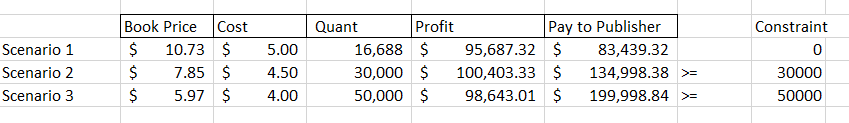 Book Price Cost Quant Profit Pay to Publisher Constraint
Scenario 1 $ 10.73 $ 5.00 16,688 $ 95,687.32 $ 83,439.32 0
Scenario 2 $ 7.85 $ 4.50 30,000 $ 100,403.33 $ 134,998.38 >= 30000
Scenario 3 $ 5.97 $ 4.00 50,000 $ 98,643.01 $ 199,998.84 >= 50000